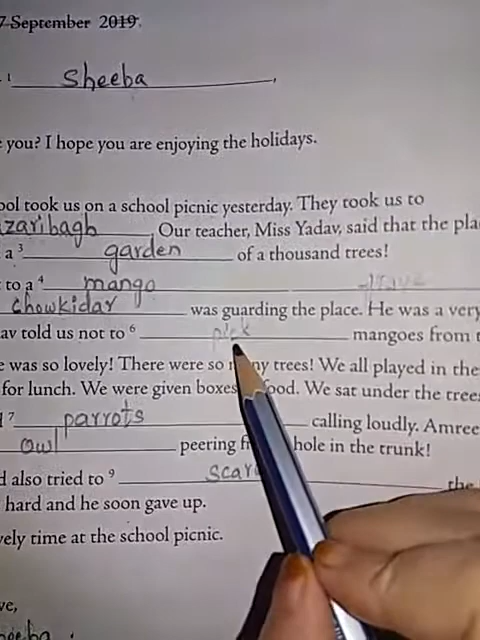 7 September 2019
1 Sheeba ,
you? I hope you are enjoying the holidays.
ool took us on a school picnic yesterday. They took us to
zaribagh . Our teacher, Miss Yadav, said that the pla
a 3 garden of a thousand trees!
to a 4 mango
chowkidar was guarding the place. He was a very
av told us not to 6 pick mangoes from t
e was so lovely! There were so many trees! We all played in the
for lunch. We were given boxes food. We sat under the tree
7 parrots calling loudly. Amree
owl peering hole in the trunk!
d also tried to 9 scar the
hard and he soon gave up.
vely time at the school picnic.
ve,
heeba .